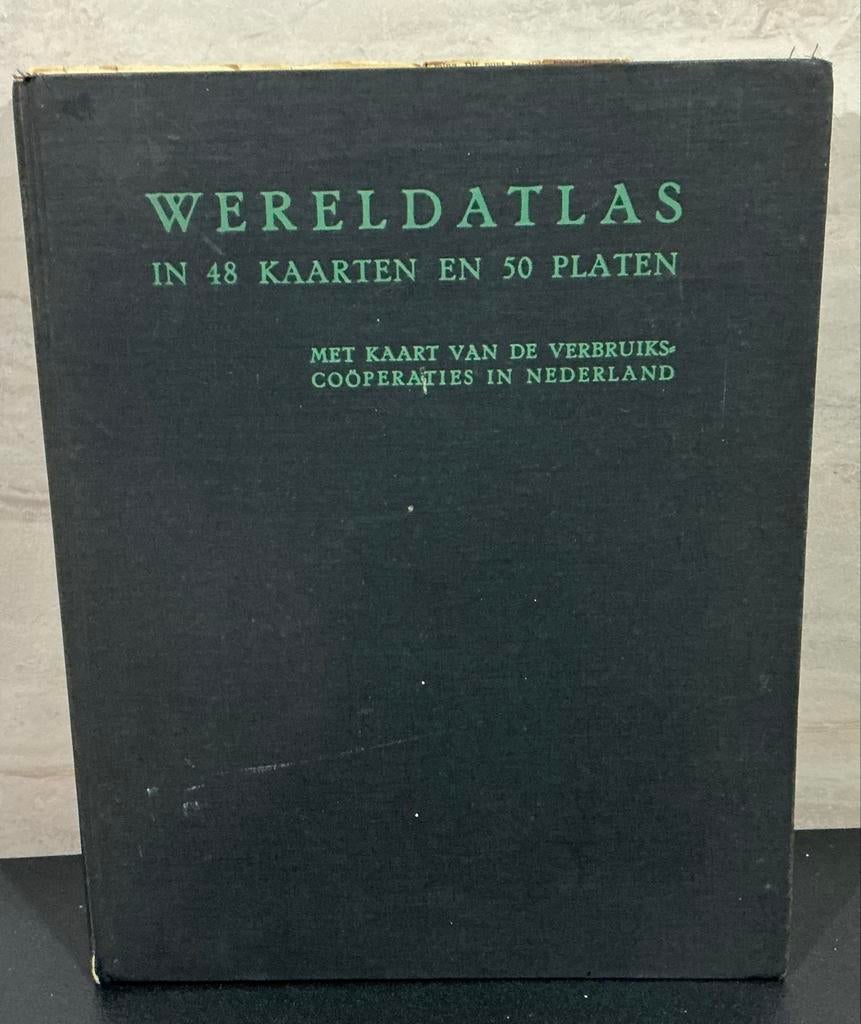 WERELDATLAS
IN 48 KAARTEN EN 50 PLATEN
MET KAART VAN DE VERBRUIKS=
COÖPERATIES IN NEDERLAND